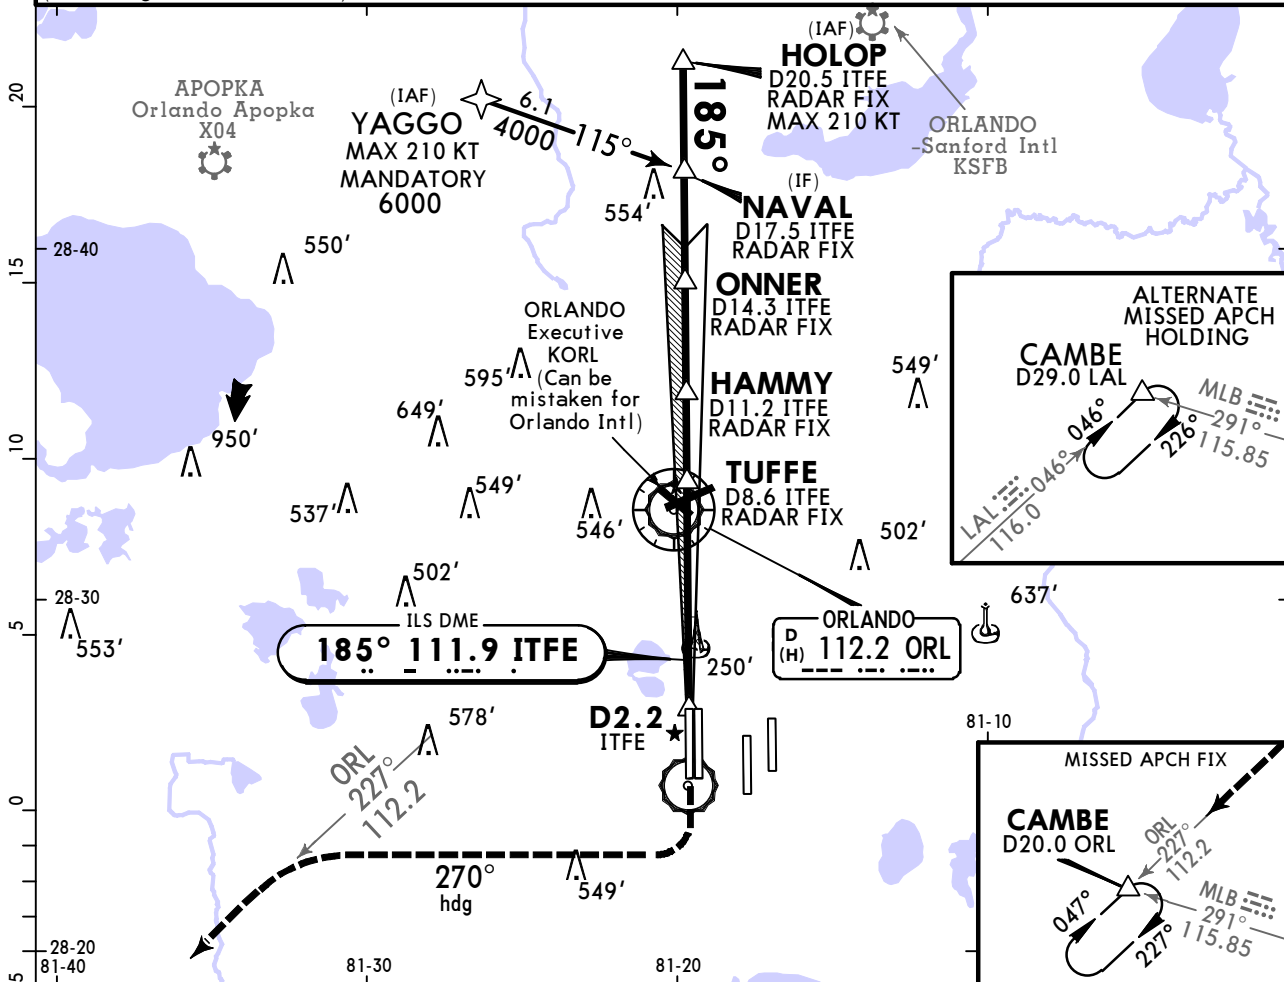 (IAF)
HOLOP
D20.5 ITFE
RADAR FIX
MAX 210 KT
185°
APOPKA
Orlando Apopka
X04
(IAF)
YAGGO
MAX 210 KT
MANDATORY
6000
6.1
4000
115°
ORLANDO
-Sanford Intl
KSFB
(IF)
NAVAL
D17.5 ITFE
RADAR FIX
554'
550'
28-40
20
15
10
5
0
5
ONNER
D14.3 ITFE
RADAR FIX
ORLANDO
Executive
KORL
(Can be
mistaken for
Orlando Intl)
595'
649'
950'
HAMMY
D11.2 ITFE
RADAR FIX
549'
TUFFE
D8.6 ITFE
RADAR FIX
537'
549'
546'
502'
ALTERNATE
MISSED APCH
HOLDING
CAMBE
D29.0 LAL
046°
226°
MLB
291°
115.85
LAL
046°
116.0
28-30
553'
502'
637'
ILS DME
185° 111.9 ITFE
250'
ORLANDO
D
(H)
112.2 ORL
D2.2
ITFE
578'
ORL
227°
112.2
81-10
270°
hdg
549'
MISSED APCH FIX
CAMBE
D20.0 ORL
ORL
227°
112.2
MLB
291°
115.85
047°
227°
28-20
81-40
81-30
81-20